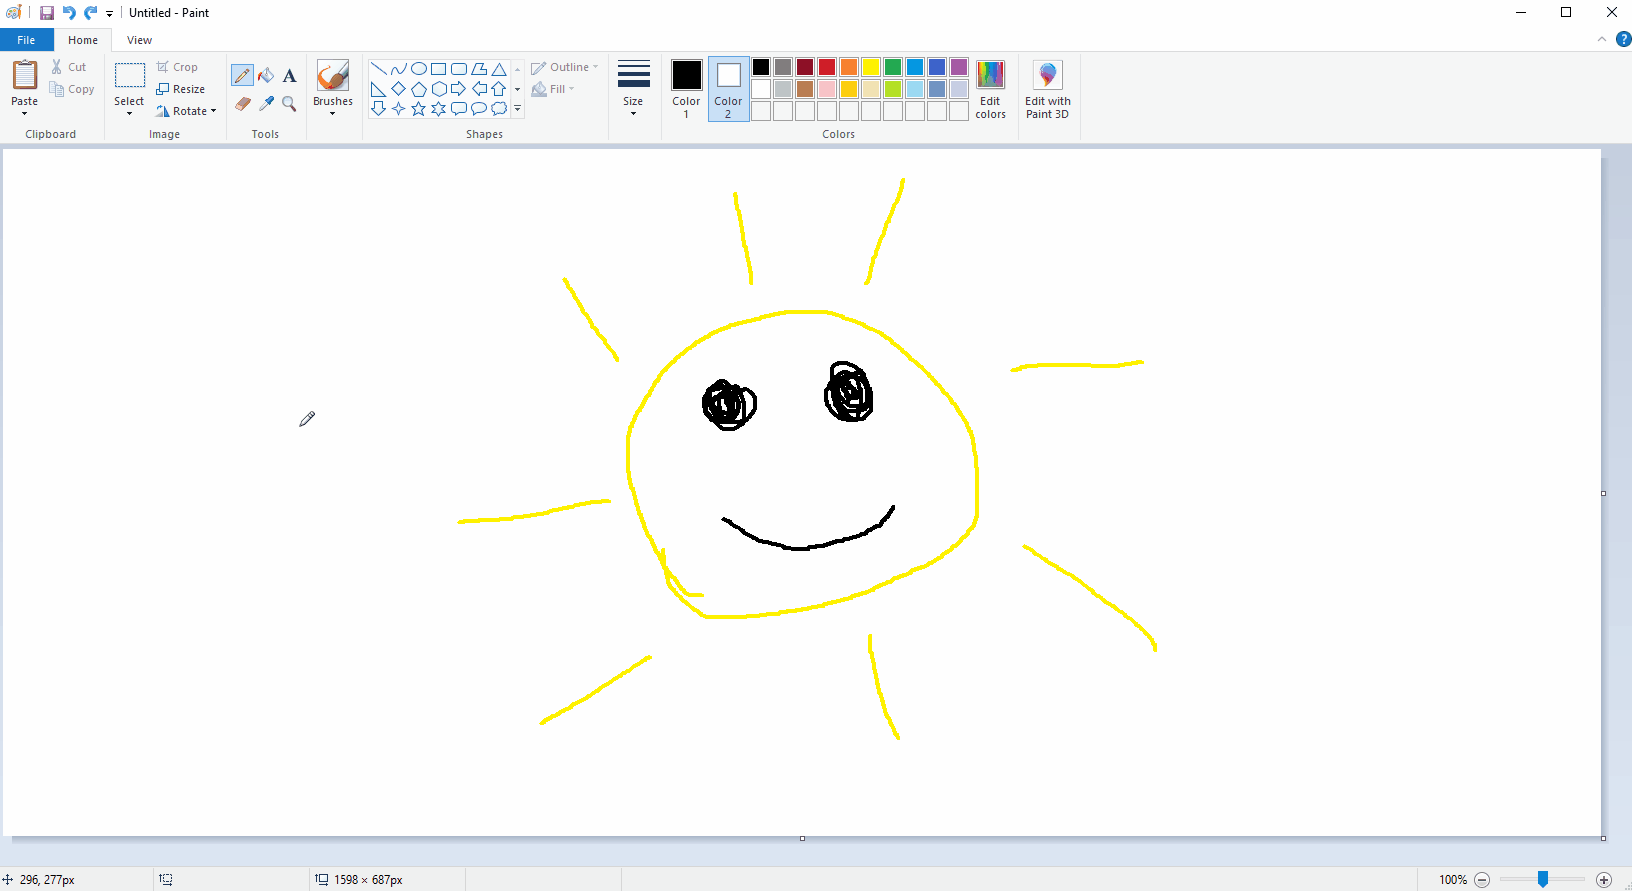 Untitled - Paint
File Home View
Paste
Cut
Copy
Clipboard
Select
Crop
Resize
Rotate
Image
A
Tools
Brushes
Shapes
Outline
Fill
Size
Color 1
Color 2
Edit colors
Colors
Edit with Paint 3D
?
296, 277px
1598 × 687px
100%